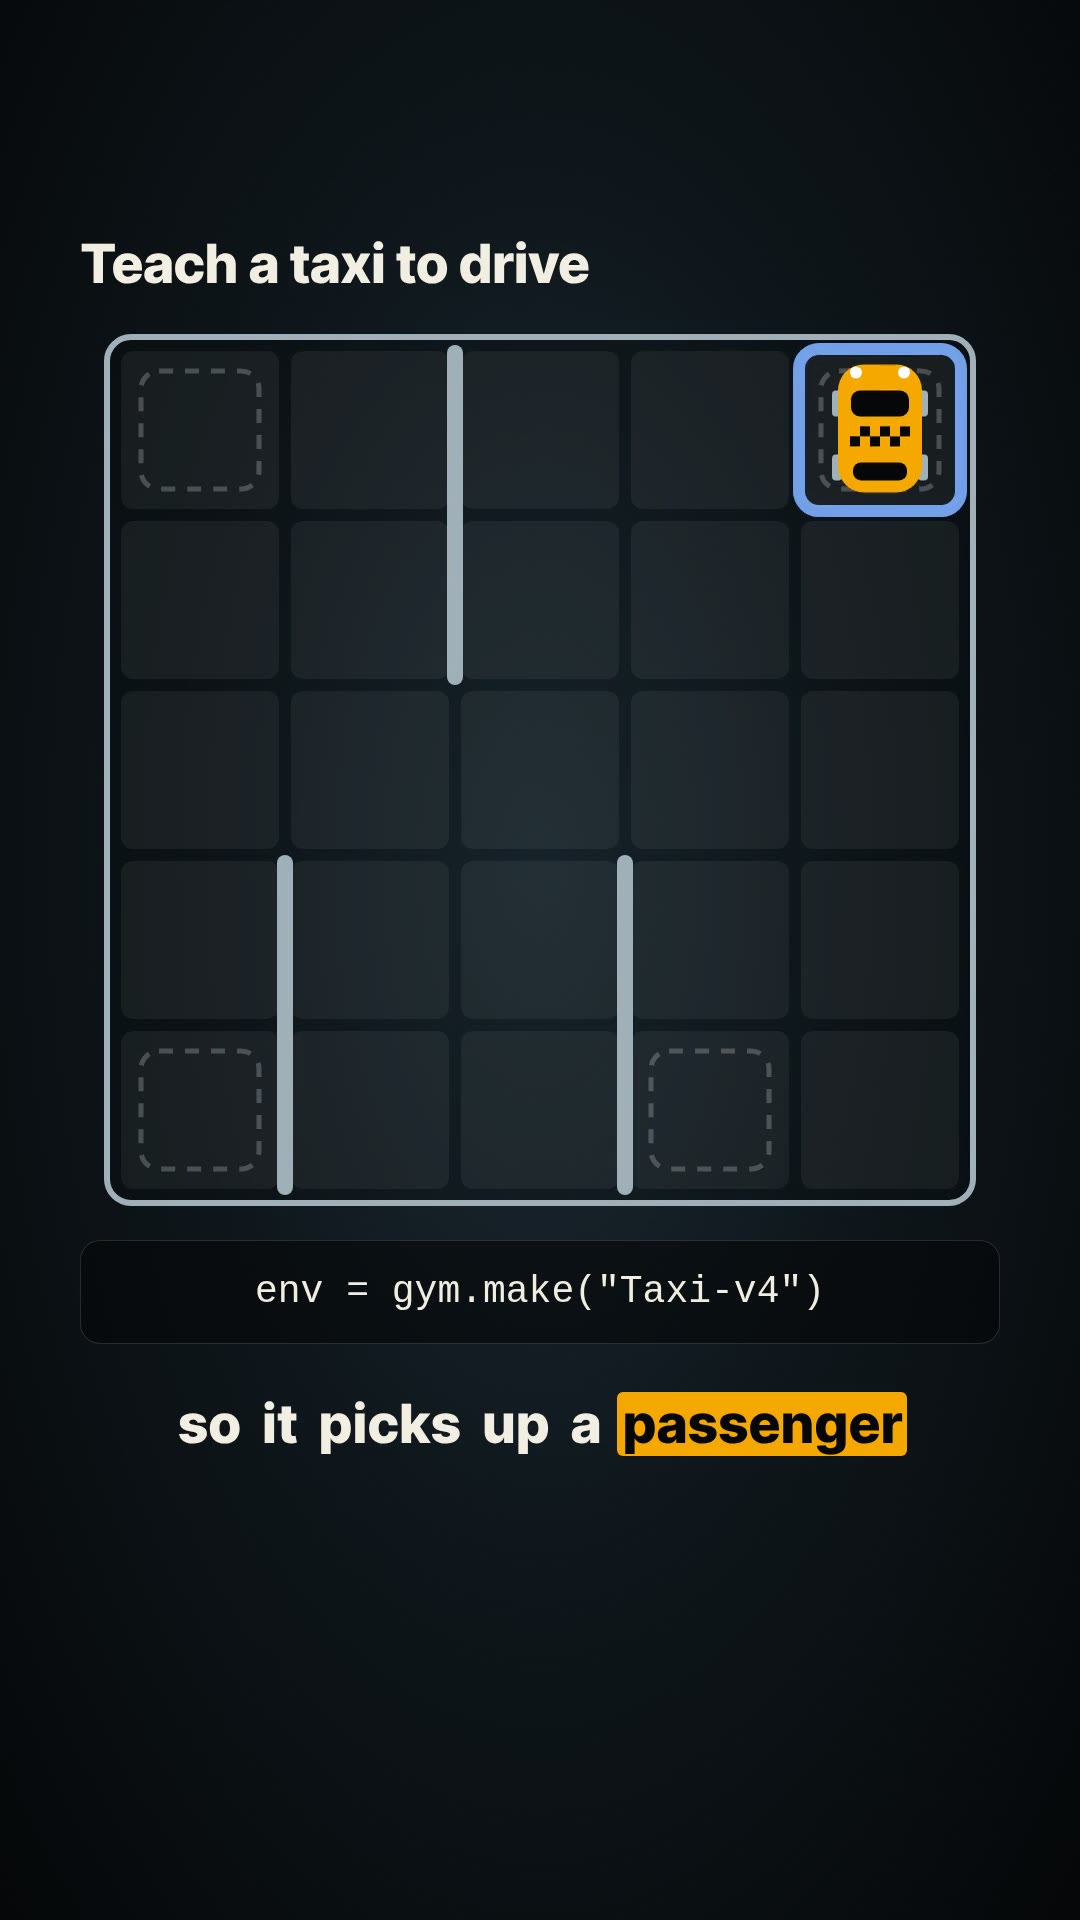 Teach a taxi to drive
env = gym.make("Taxi-v4")
so it picks up a passenger